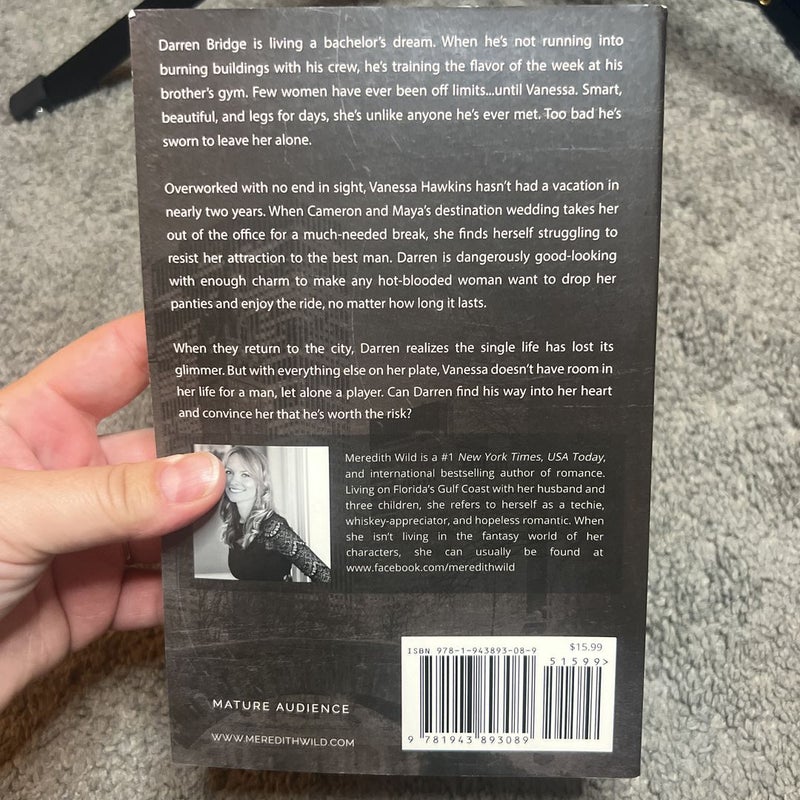 Darren Bridge is living a bachelor's dream. When he's not running into
burning buildings with his crew, he's training the flavor of the week at his
brother's gym. Few women have ever been off limits...until Vanessa. Smart,
beautiful, and legs for days, she's unlike anyone he's ever met. Too bad he's
sworn to leave her alone.
Overworked with no end in sight, Vanessa Hawkins hasn't had a vacation in
nearly two years. When Cameron and Maya's destination wedding takes her
out of the office for a much-needed break, she finds herself struggling to
resist her attraction to the best man. Darren is dangerously good-looking
with enough charm to make any hot-blooded woman want to drop her
panties and enjoy the ride, no matter how long it lasts.
When they return to the city, Darren realizes the single life has lost its
glimmer. But with everything else on her plate, Vanessa doesn't have room in
her life for a man, let alone a player. Can Darren find his way into her heart
and convince her that he's worth the risk?
Meredith Wild is a #1 New York Times, USA Today,
and international bestselling author of romance.
Living on Florida's Gulf Coast with her husband and
three children, she refers to herself as a techie,
whiskey-appreciator, and hopeless romantic. When
she isn't living in the fantasy world of her
characters, she can usually be found at
www.facebook.com/meredithwild
ISBN 978-1-943893-08-9
$15.99
51599>
9 781943 893089
MATURE AUDIENCE
WWW.MEREDITHWILD.COM